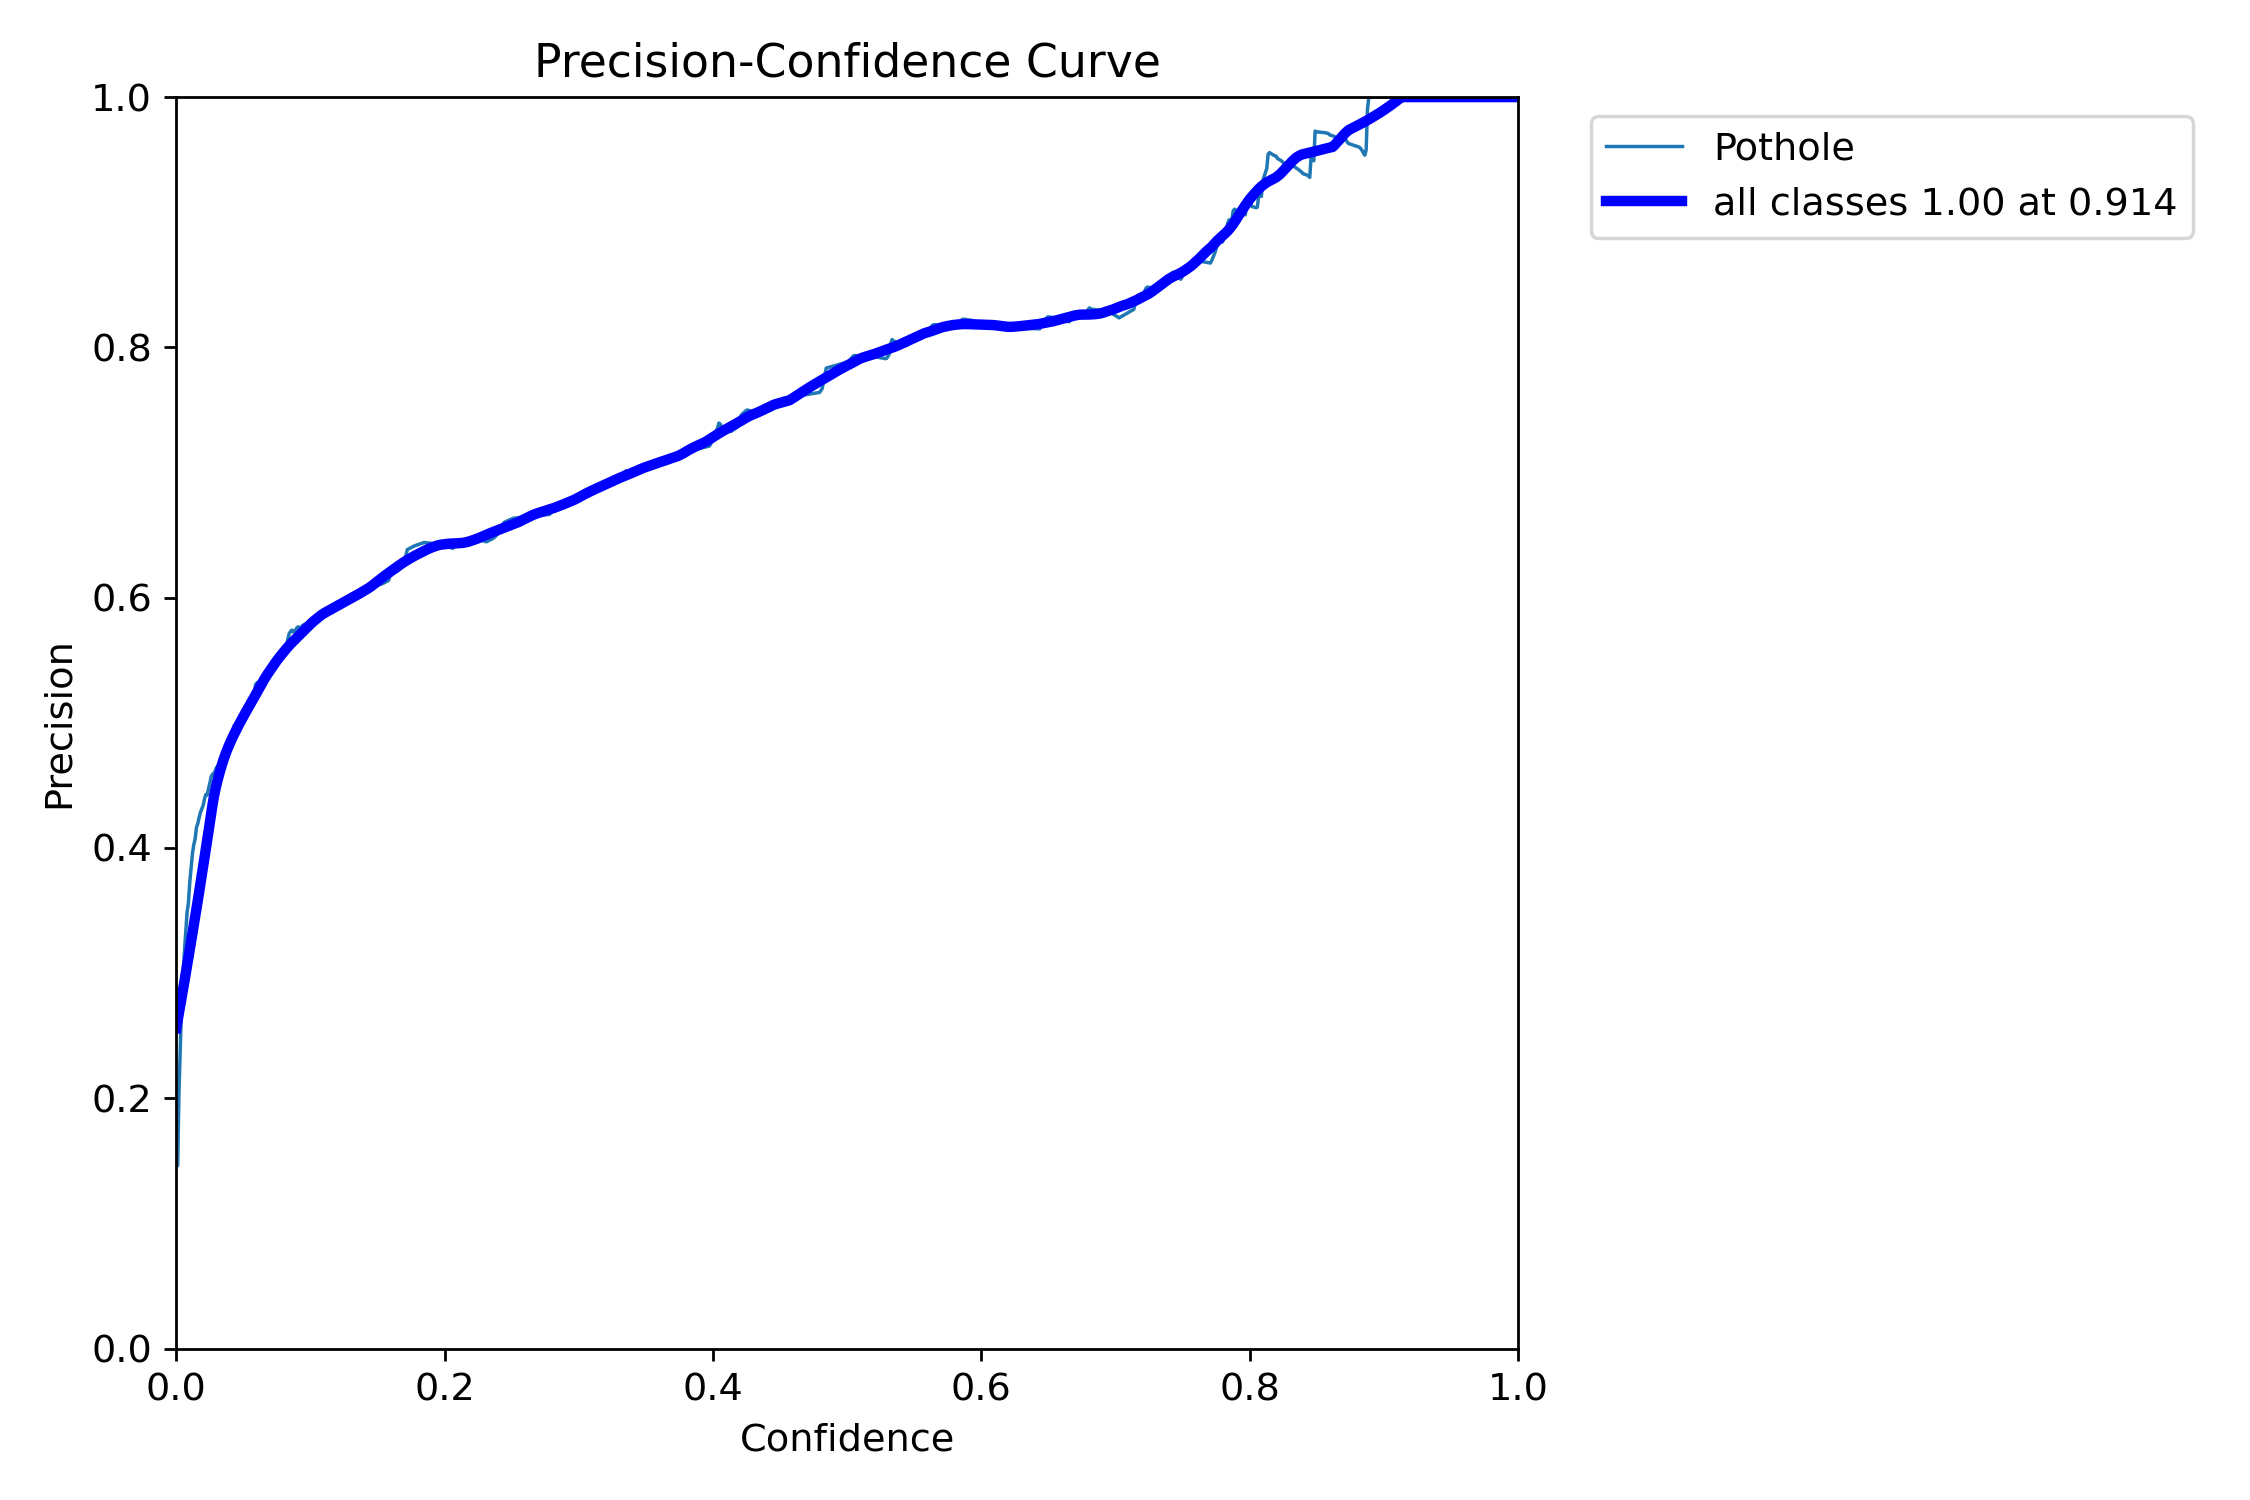 Precision-Confidence Curve
1.0
0.8
0.6
0.4
0.2
0.0
Precision
0.0 0.2 0.4 0.6 0.8 1.0
Confidence
Pothole
all classes 1.00 at 0.914